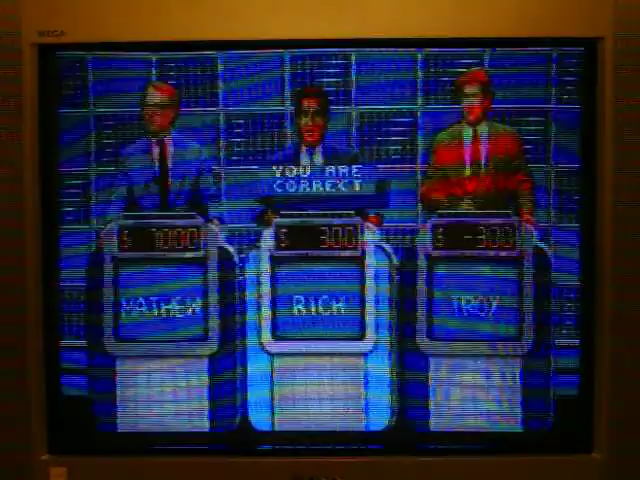 YOU ARE
CORRECT
$ 1000
$ 300
$ -300
MATHEW
RICH
TROY